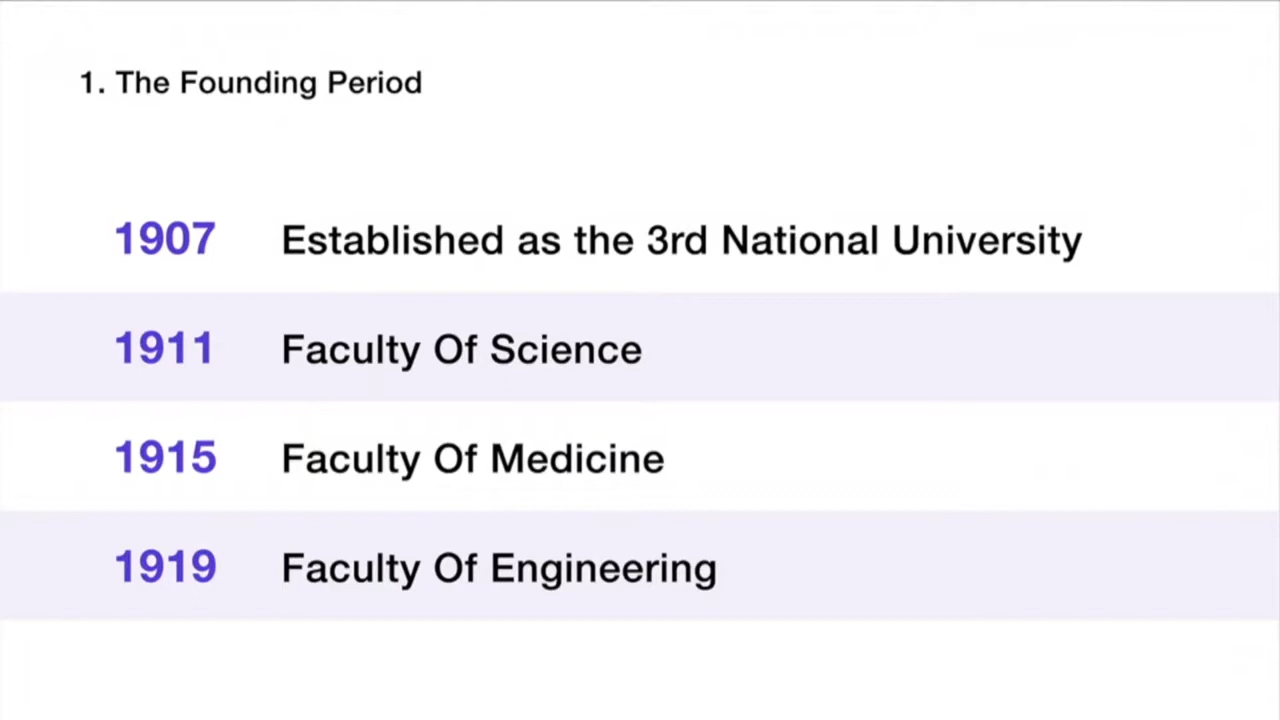 1. The Founding Period
1907 Established as the 3rd National University
1911 Faculty Of Science
1915 Faculty Of Medicine
1919 Faculty Of Engineering